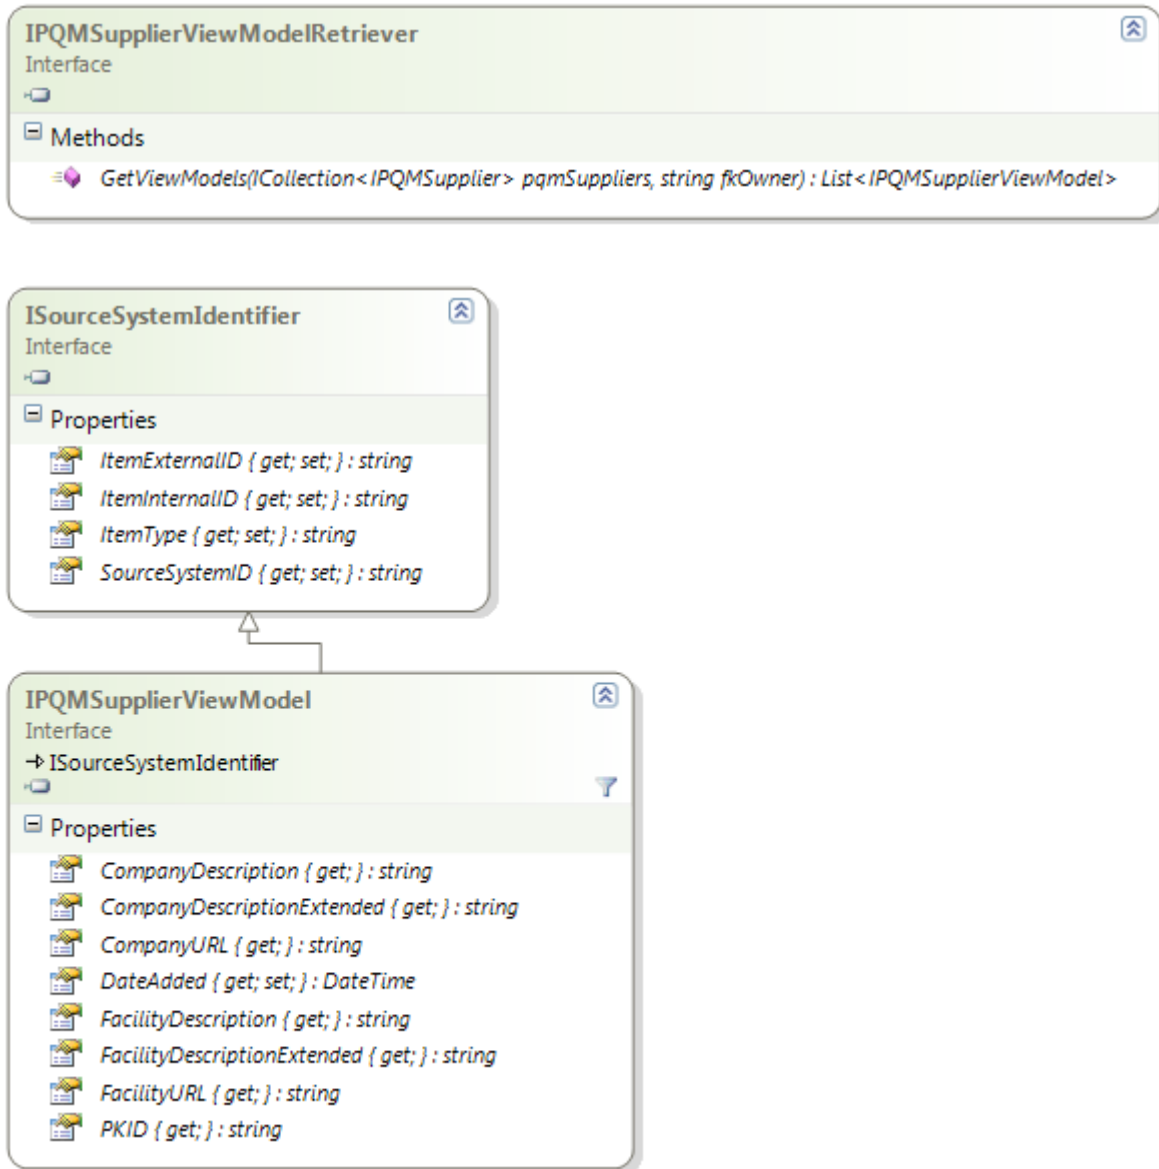 IPQMSupplierViewModelRetriever
Interface
Methods
GetViewModels(ICollection<IPQMSupplier> pqmSuppliers, string fkOwner) : List<IPQMSupplierViewModel>
ISourceSystemIdentifier
Interface
Properties
ItemExternalID { get; set; } : string
ItemInternalID { get; set; } : string
ItemType { get; set; } : string
SourceSystemID { get; set; } : string
IPQMSupplierViewModel
Interface
ISourceSystemIdentifier
Properties
CompanyDescription { get; } : string
CompanyDescriptionExtended { get; } : string
CompanyURL { get; } : string
DateAdded { get; set; } : DateTime
FacilityDescription { get; } : string
FacilityDescriptionExtended { get; } : string
FacilityURL { get; } : string
PKID { get; } : string